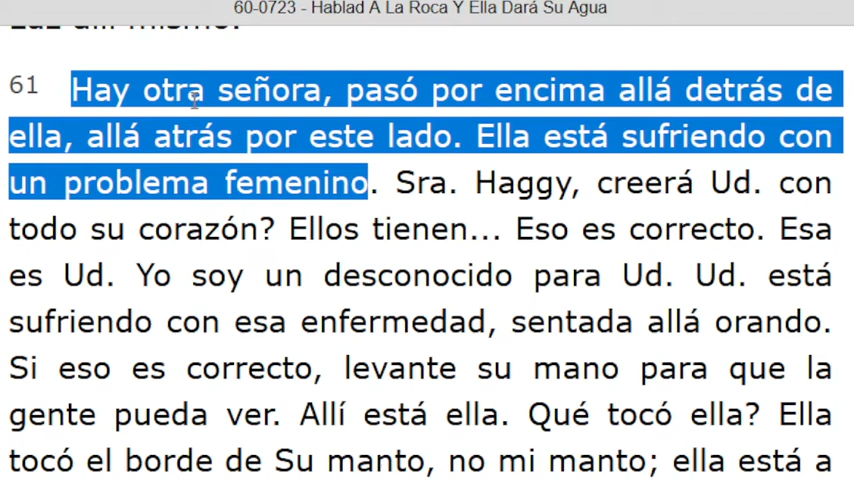 60-0723 - Hablad A La Roca Y Ella Dará Su Agua
61 Hay otra señora, pasó por encima allá detrás de
ella, allá atrás por este lado. Ella está sufriendo con
un problema femenino. Sra. Haggy, creerá Ud. con
todo su corazón? Ellos tienen... Eso es correcto. Esa
es Ud. Yo soy un desconocido para Ud. Ud. está
sufriendo con esa enfermedad, sentada allá orando.
Si eso es correcto, levante su mano para que la
gente pueda ver. Allí está ella. Qué tocó ella? Ella
tocó el borde de Su manto, no mi manto; ella está a